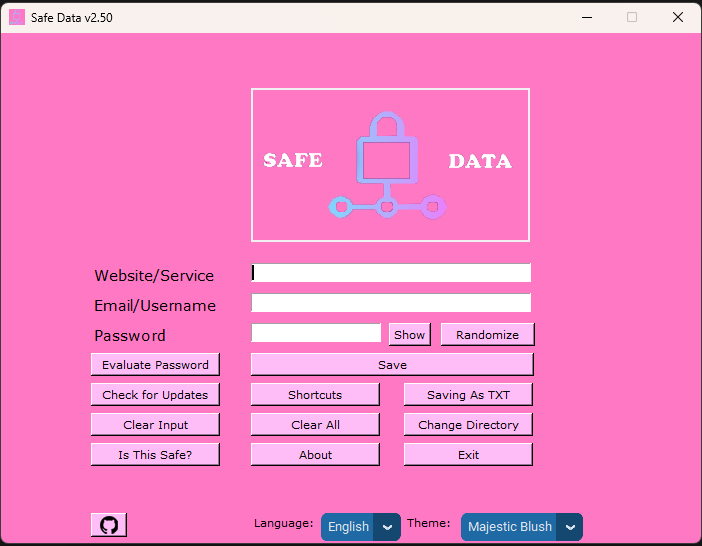 Safe Data v2.50
SAFE DATA
Website/Service
Email/Username
Password Show Randomize
Evaluate Password Save
Check for Updates Shortcuts Saving As TXT
Clear Input Clear All Change Directory
Is This Safe? About Exit
Language: English Theme: Majestic Blush